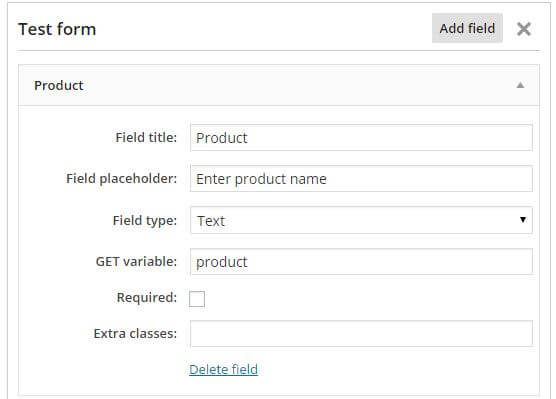 Test form Add field
Product
Field title: Product
Field placeholder: Enter product name
Field type: Text
GET variable: product
Required:
Extra classes:
Delete field